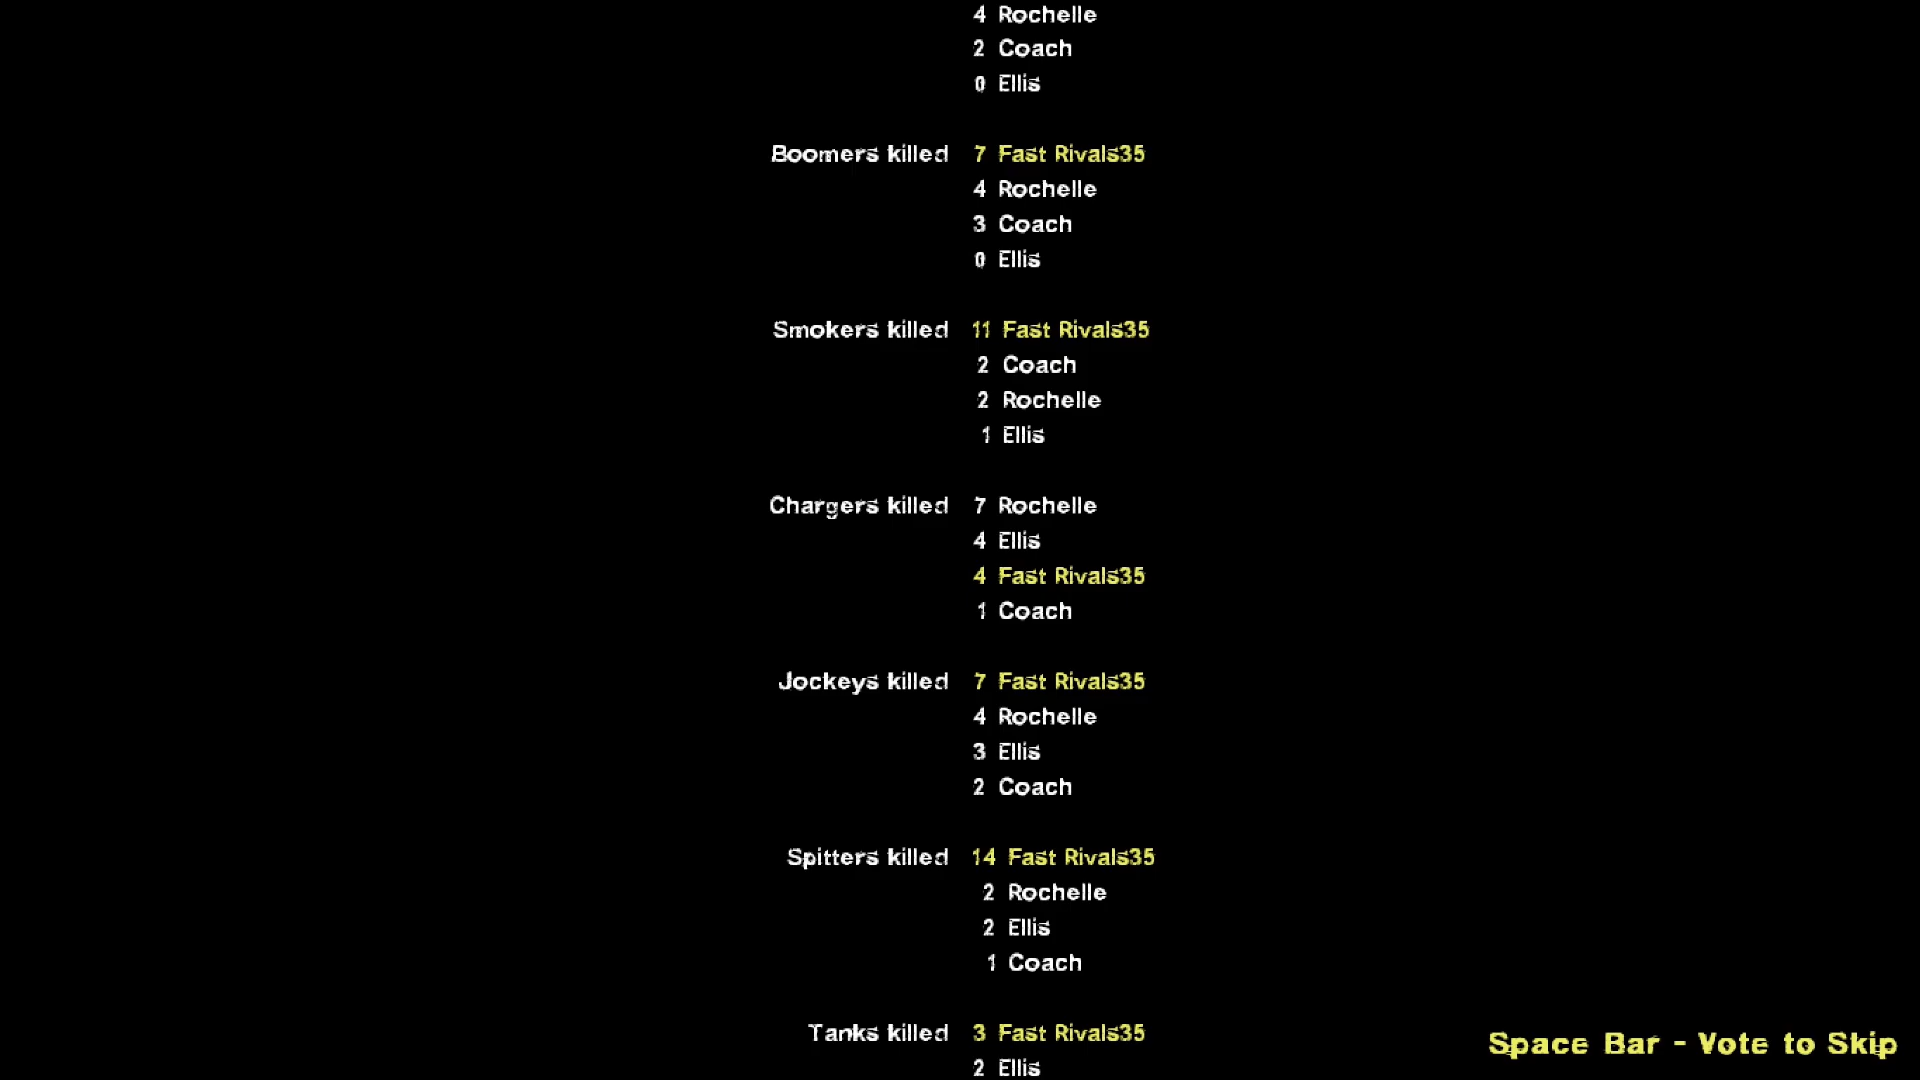 4 Rochelle
2 Coach
0 Ellis
Boomers killed 7 Fast Rivals35
4 Rochelle
3 Coach
0 Ellis
Smokers killed 11 Fast Rivals35
2 Coach
2 Rochelle
1 Ellis
Chargers killed 7 Rochelle
4 Ellis
4 Fast Rivals35
1 Coach
Jockeys killed 7 Fast Rivals35
4 Rochelle
3 Ellis
2 Coach
Spitters killed 14 Fast Rivals35
2 Rochelle
2 Ellis
1 Coach
Tanks killed 3 Fast Rivals35
2 Ellis
Space Bar - Vote to Skip